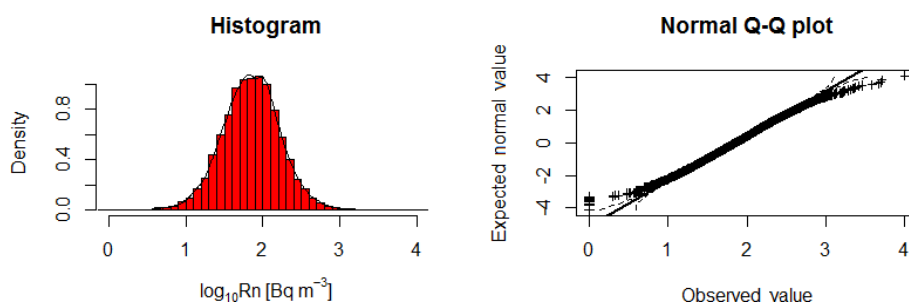 Histogram
Density
0.0
0.4
0.8
0 1 2 3 4
log₁₀Rn [Bq m⁻³]
Normal Q-Q plot
Expected normal value
-4
-2
0
2
4
0 1 2 3 4
Observed value